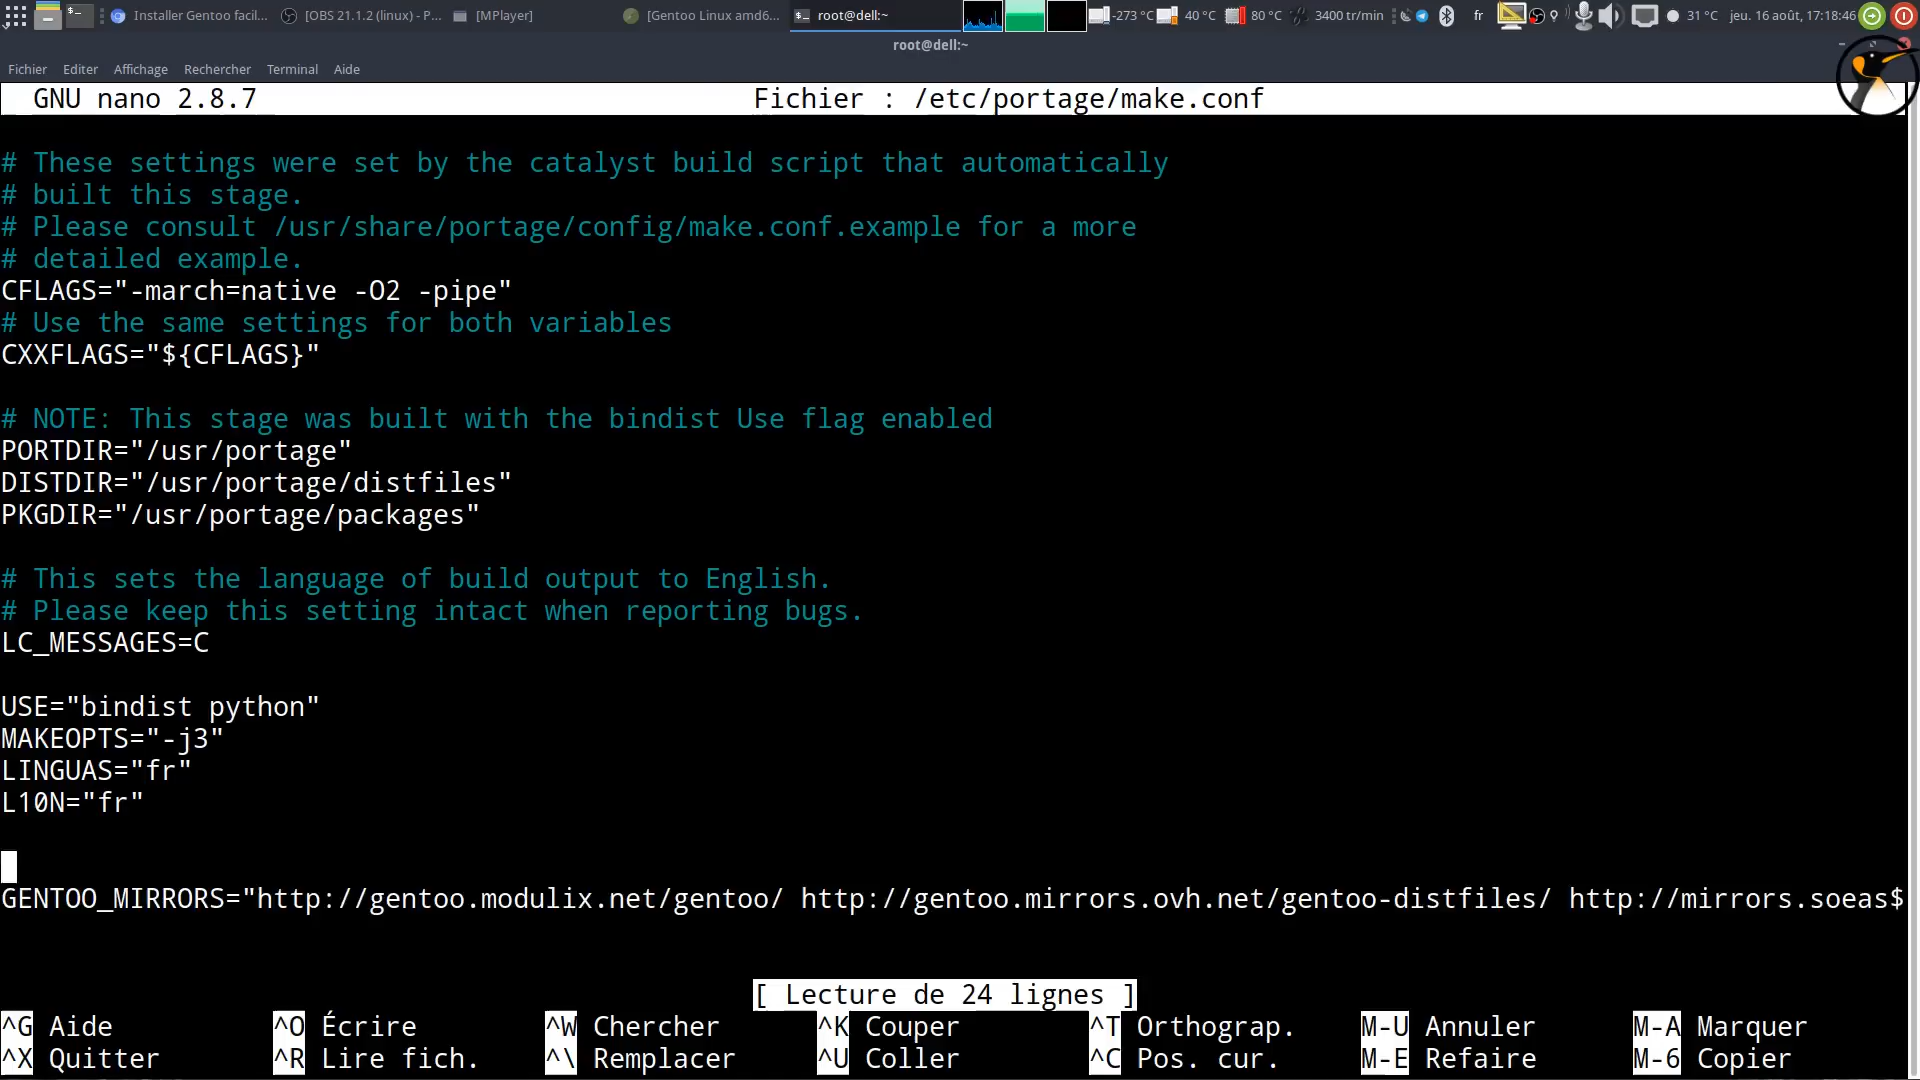 Installer Gentoo facil... [OBS 21.1.2 (linux) - P... [MPlayer] [Gentoo Linux amd6... root@dell:~ -273 °C 40 °C 80 °C 3400 tr/min fr 31 °C jeu. 16 août, 17:18:46
root@dell:~
Fichier Editer Affichage Rechercher Terminal Aide
GNU nano 2.8.7 Fichier : /etc/portage/make.conf
# These settings were set by the catalyst build script that automatically
# built this stage.
# Please consult /usr/share/portage/config/make.conf.example for a more
# detailed example.
CFLAGS="-march=native -O2 -pipe"
# Use the same settings for both variables
CXXFLAGS="${CFLAGS}"
# NOTE: This stage was built with the bindist Use flag enabled
PORTDIR="/usr/portage"
DISTDIR="/usr/portage/distfiles"
PKGDIR="/usr/portage/packages"
# This sets the language of build output to English.
# Please keep this setting intact when reporting bugs.
LC_MESSAGES=C
USE="bindist python"
MAKEOPTS="-j3"
LINGUAS="fr"
L10N="fr"
GENTOO_MIRRORS="http://gentoo.modulix.net/gentoo/ http://gentoo.mirrors.ovh.net/gentoo-distfiles/ http://mirrors.soeas$
[ Lecture de 24 lignes ]
^G Aide ^O Écrire ^W Chercher ^K Couper ^T Orthograp. M-U Annuler M-A Marquer
^X Quitter ^R Lire fich. ^\ Remplacer ^U Coller ^C Pos. cur. M-E Refaire M-6 Copier